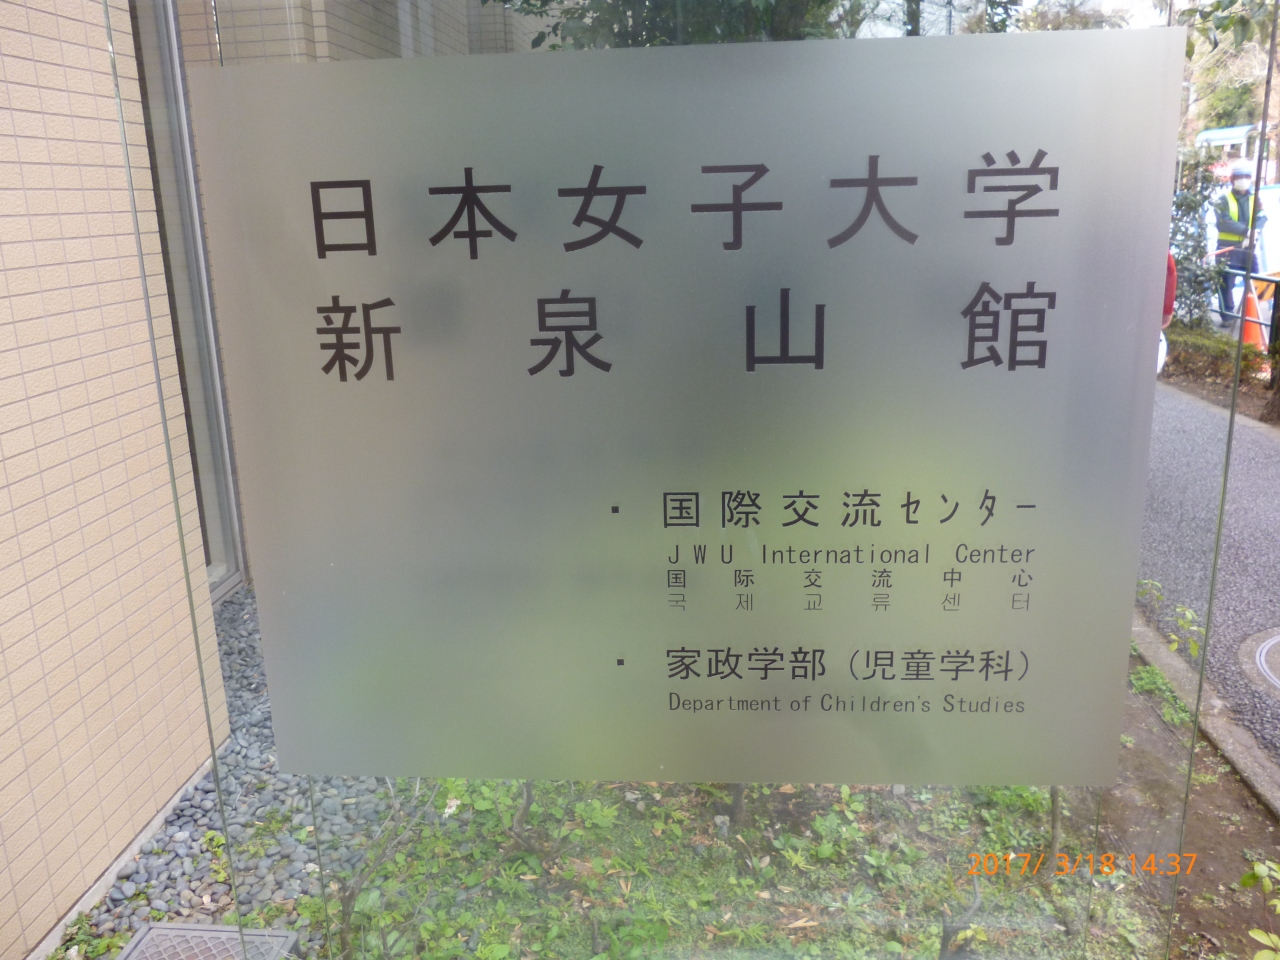 日本女子大学
新泉山館
・国際交流センター
JWU International Center
国际交流中心
국제교류센터
・家政学部（児童学科）
Department of Children's Studies
2017/ 3/18 14:37